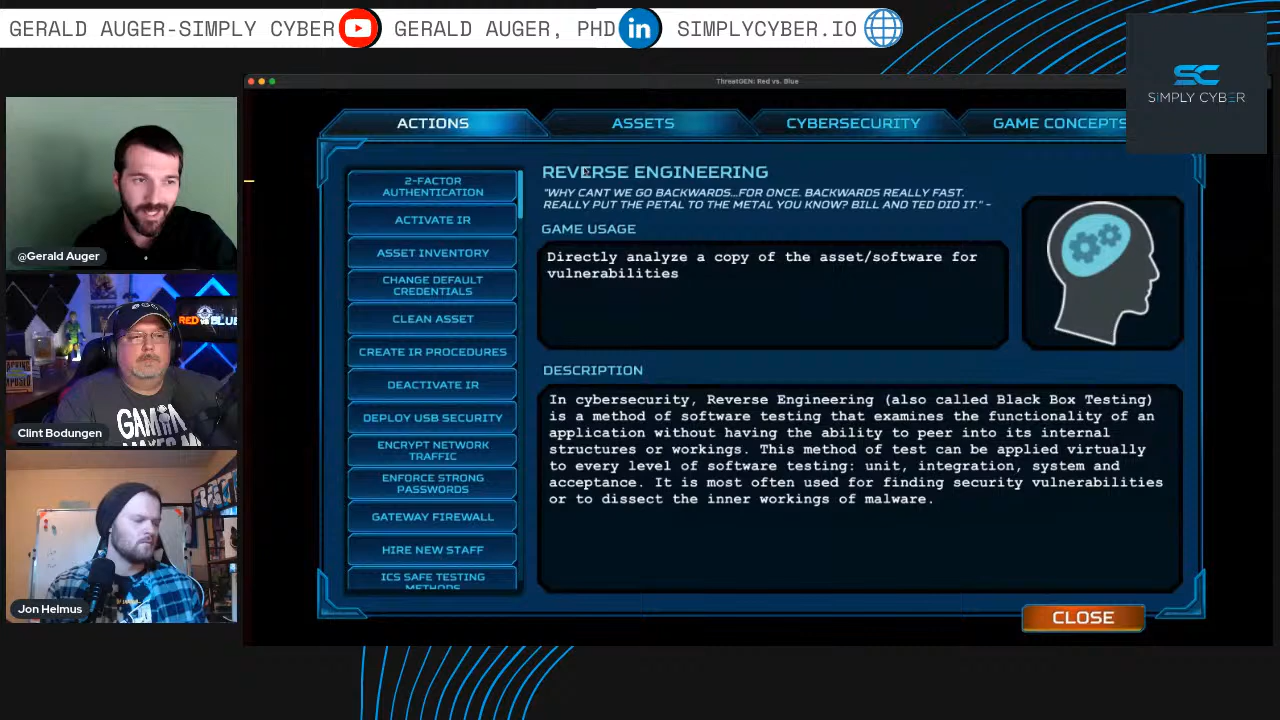 GERALD AUGER-SIMPLY CYBER
GERALD AUGER, PHD
in
SIMPLYCYBER.IO
SC
SIMPLY CYBER
ThreatGEN: Red vs. Blue
ACTIONS
ASSETS
CYBERSECURITY
GAME CONCEPTS
2-FACTOR
AUTHENTICATION
ACTIVATE IR
ASSET INVENTORY
CHANGE DEFAULT
CREDENTIALS
CLEAN ASSET
CREATE IR PROCEDURES
DEACTIVATE IR
DEPLOY USB SECURITY
ENCRYPT NETWORK
TRAFFIC
ENFORCE STRONG
PASSWORDS
GATEWAY FIREWALL
HIRE NEW STAFF
ICS SAFE TESTING
METHODS
REVERSE ENGINEERING
"WHY CANT WE GO BACKWARDS...FOR ONCE. BACKWARDS REALLY FAST.
REALLY PUT THE PETAL TO THE METAL YOU KNOW? BILL AND TED DID IT." -
GAME USAGE
Directly analyze a copy of the asset/software for
vulnerabilities
DESCRIPTION
In cybersecurity, Reverse Engineering (also called Black Box Testing)
is a method of software testing that examines the functionality of an
application without having the ability to peer into its internal
structures or workings. This method of test can be applied virtually
to every level of software testing: unit, integration, system and
acceptance. It is most often used for finding security vulnerabilities
or to dissect the inner workings of malware.
CLOSE
@Gerald Auger
RED vs BLUE
Clint Bodungen
Jon Helmus